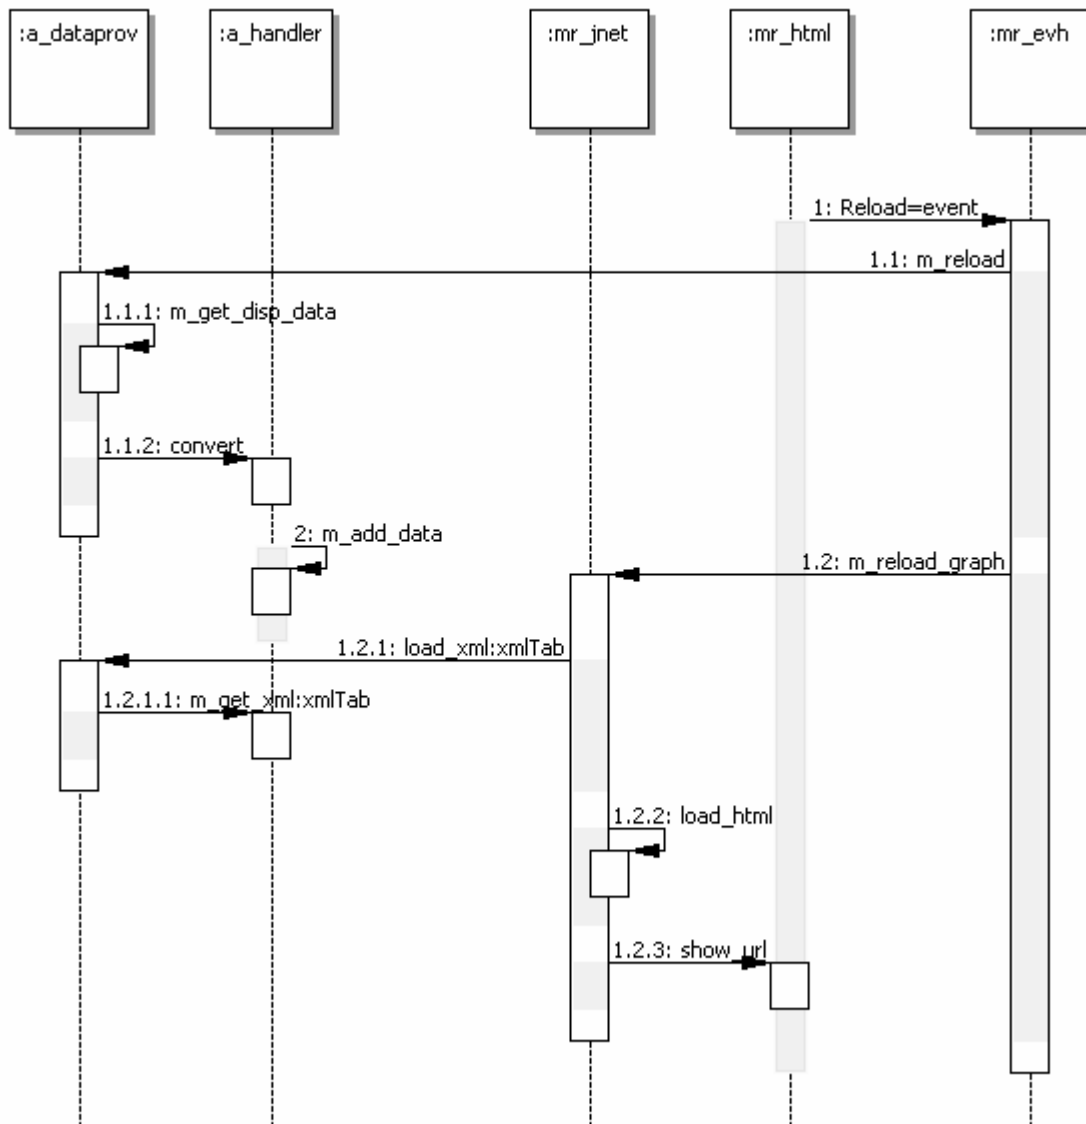 :a_dataprov
:a_handler
:mr_jnet
:mr_html
:mr_evh
1: Reload=event
1.1: m_reload
1.1.1: m_get_disp_data
1.1.2: convert
2: m_add_data
1.2: m_reload_graph
1.2.1: load_xml:xmlTab
1.2.1.1: m_get_xml:xmlTab
1.2.2: load_html
1.2.3: show_url